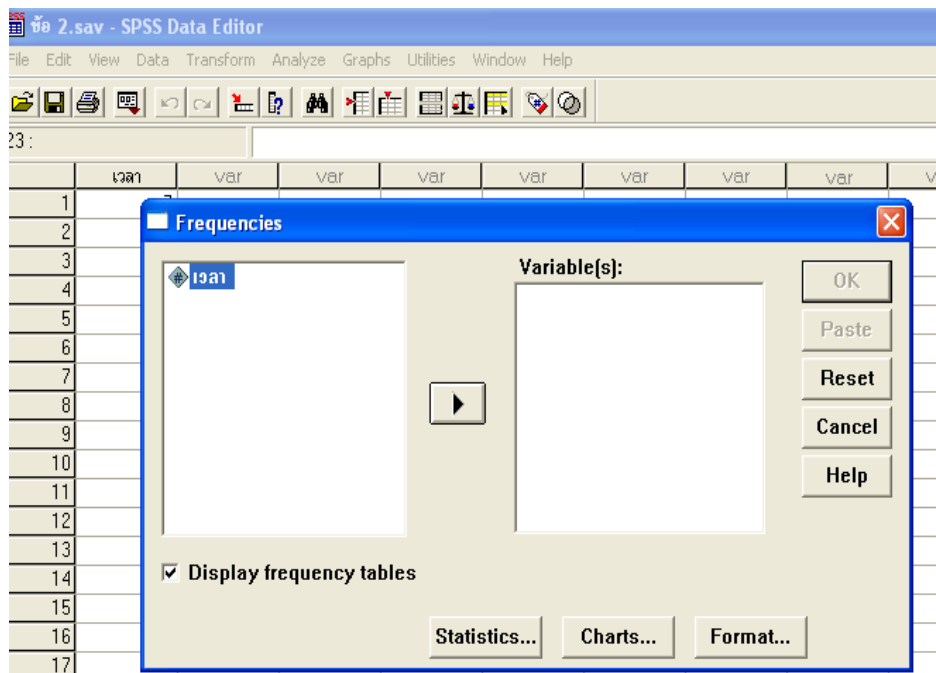 ข้อ 2.sav - SPSS Data Editor
File Edit View Data Transform Analyze Graphs Utilities Window Help
23 :
เวลา var var var var var var var
1
2
3
4
5
6
7
8
9
10
11
12
13
14
15
16
17
Frequencies
เวลา
Variable(s):
OK
Paste
Reset
Cancel
Help
Display frequency tables
Statistics... Charts... Format...